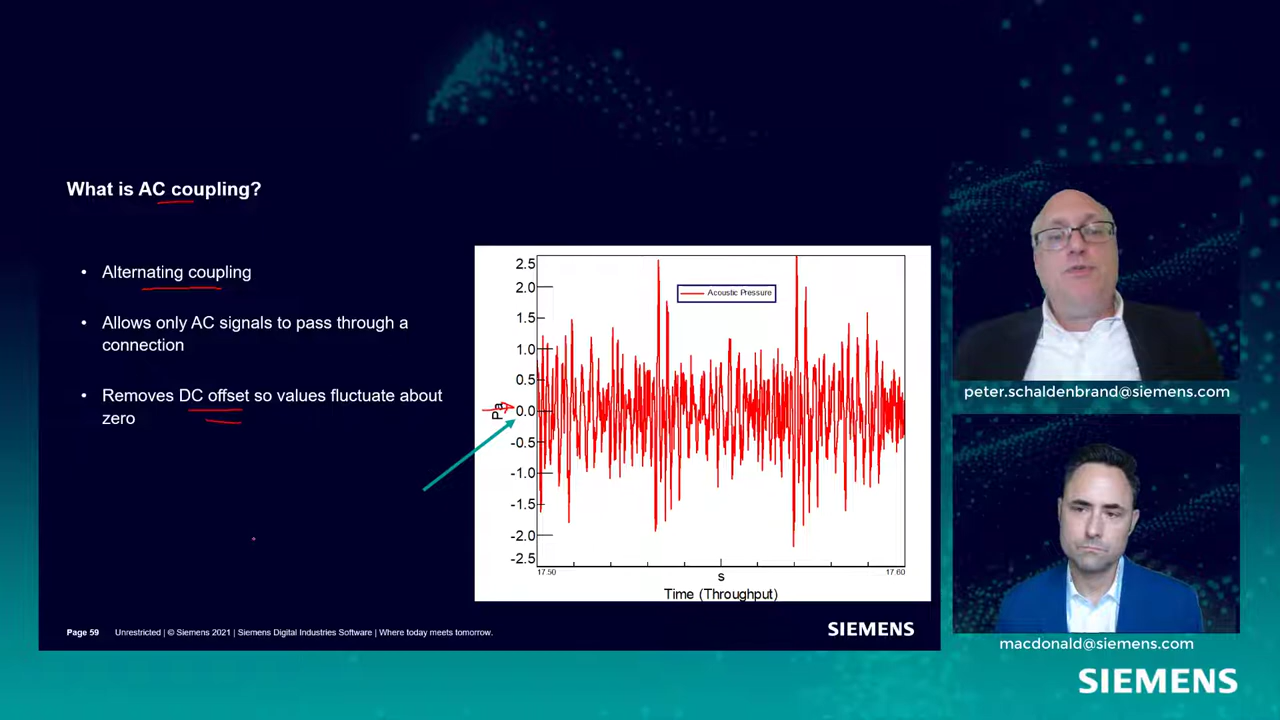 What is AC coupling?
• Alternating coupling
• Allows only AC signals to pass through a
connection
• Removes DC offset so values fluctuate about
zero
2.5
2.0
1.5
1.0
0.5
0.0
-0.5
-1.0
-1.5
-2.0
-2.5
Pa
Acoustic Pressure
17.50
s
17.60
Time (Throughput)
Page 59 Unrestricted | © Siemens 2021 | Siemens Digital Industries Software | Where today meets tomorrow.
SIEMENS
peter.schaldenbrand@siemens.com
macdonald@siemens.com
SIEMENS